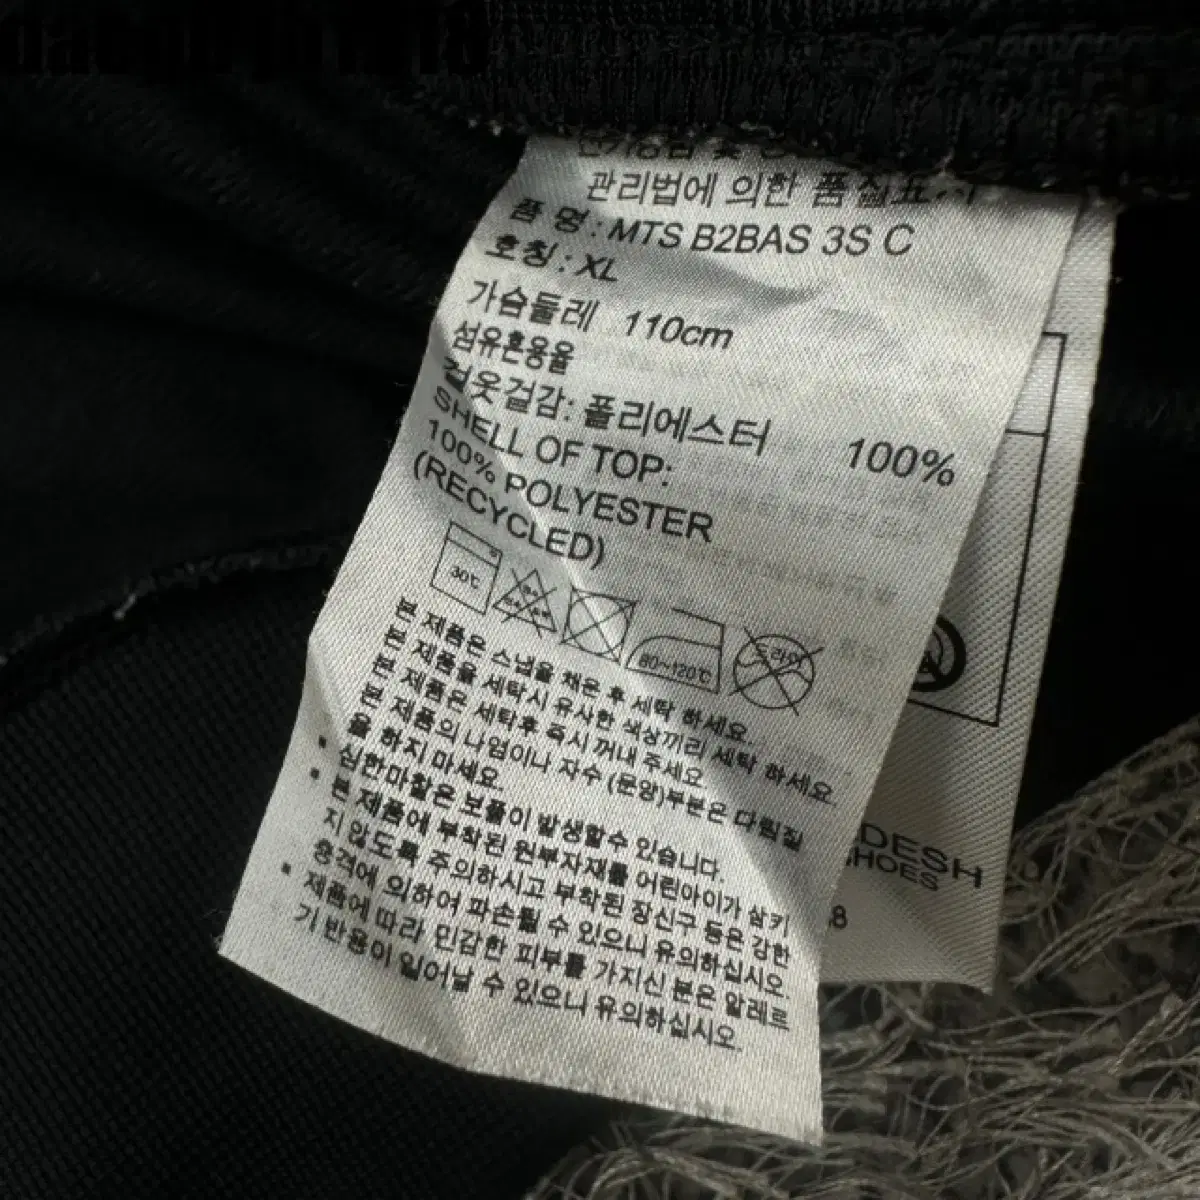 관리법에 의한 품질표시
품 명 : MTS B2BAS 3S C
호칭 : XL
가슴둘레 110cm
섬유혼용율
겉옷겉감: 폴리에스터 100%
SHELL OF TOP:
100% POLYESTER
(RECYCLED)
30℃
80~120℃
드라이
본 제품은 스냅을 채운 후 세탁 하세요.
본 제품을 세탁시 유사한 색상끼리 세탁 하세요.
본 제품은 세탁후 즉시 꺼내 주세요.
본 제품의 나염이나 자수 (문양)부분은 다림질
을 하지 마세요.
▪ 심한마찰은 보풀이 발생할수 있습니다.
▪ 본 제품에 부착된 원부자재를 어린아이가 삼키
지 않도록 주의하시고 부착된 장신구 등은 강한
충격에 의하여 파손될 수 있으니 유의하십시오.
▪ 제품에 따라 민감한 피부를 가지신 분은 알레르
기 반응이 일어날 수 있으니 유의하십시오.
DESH
HOES
8